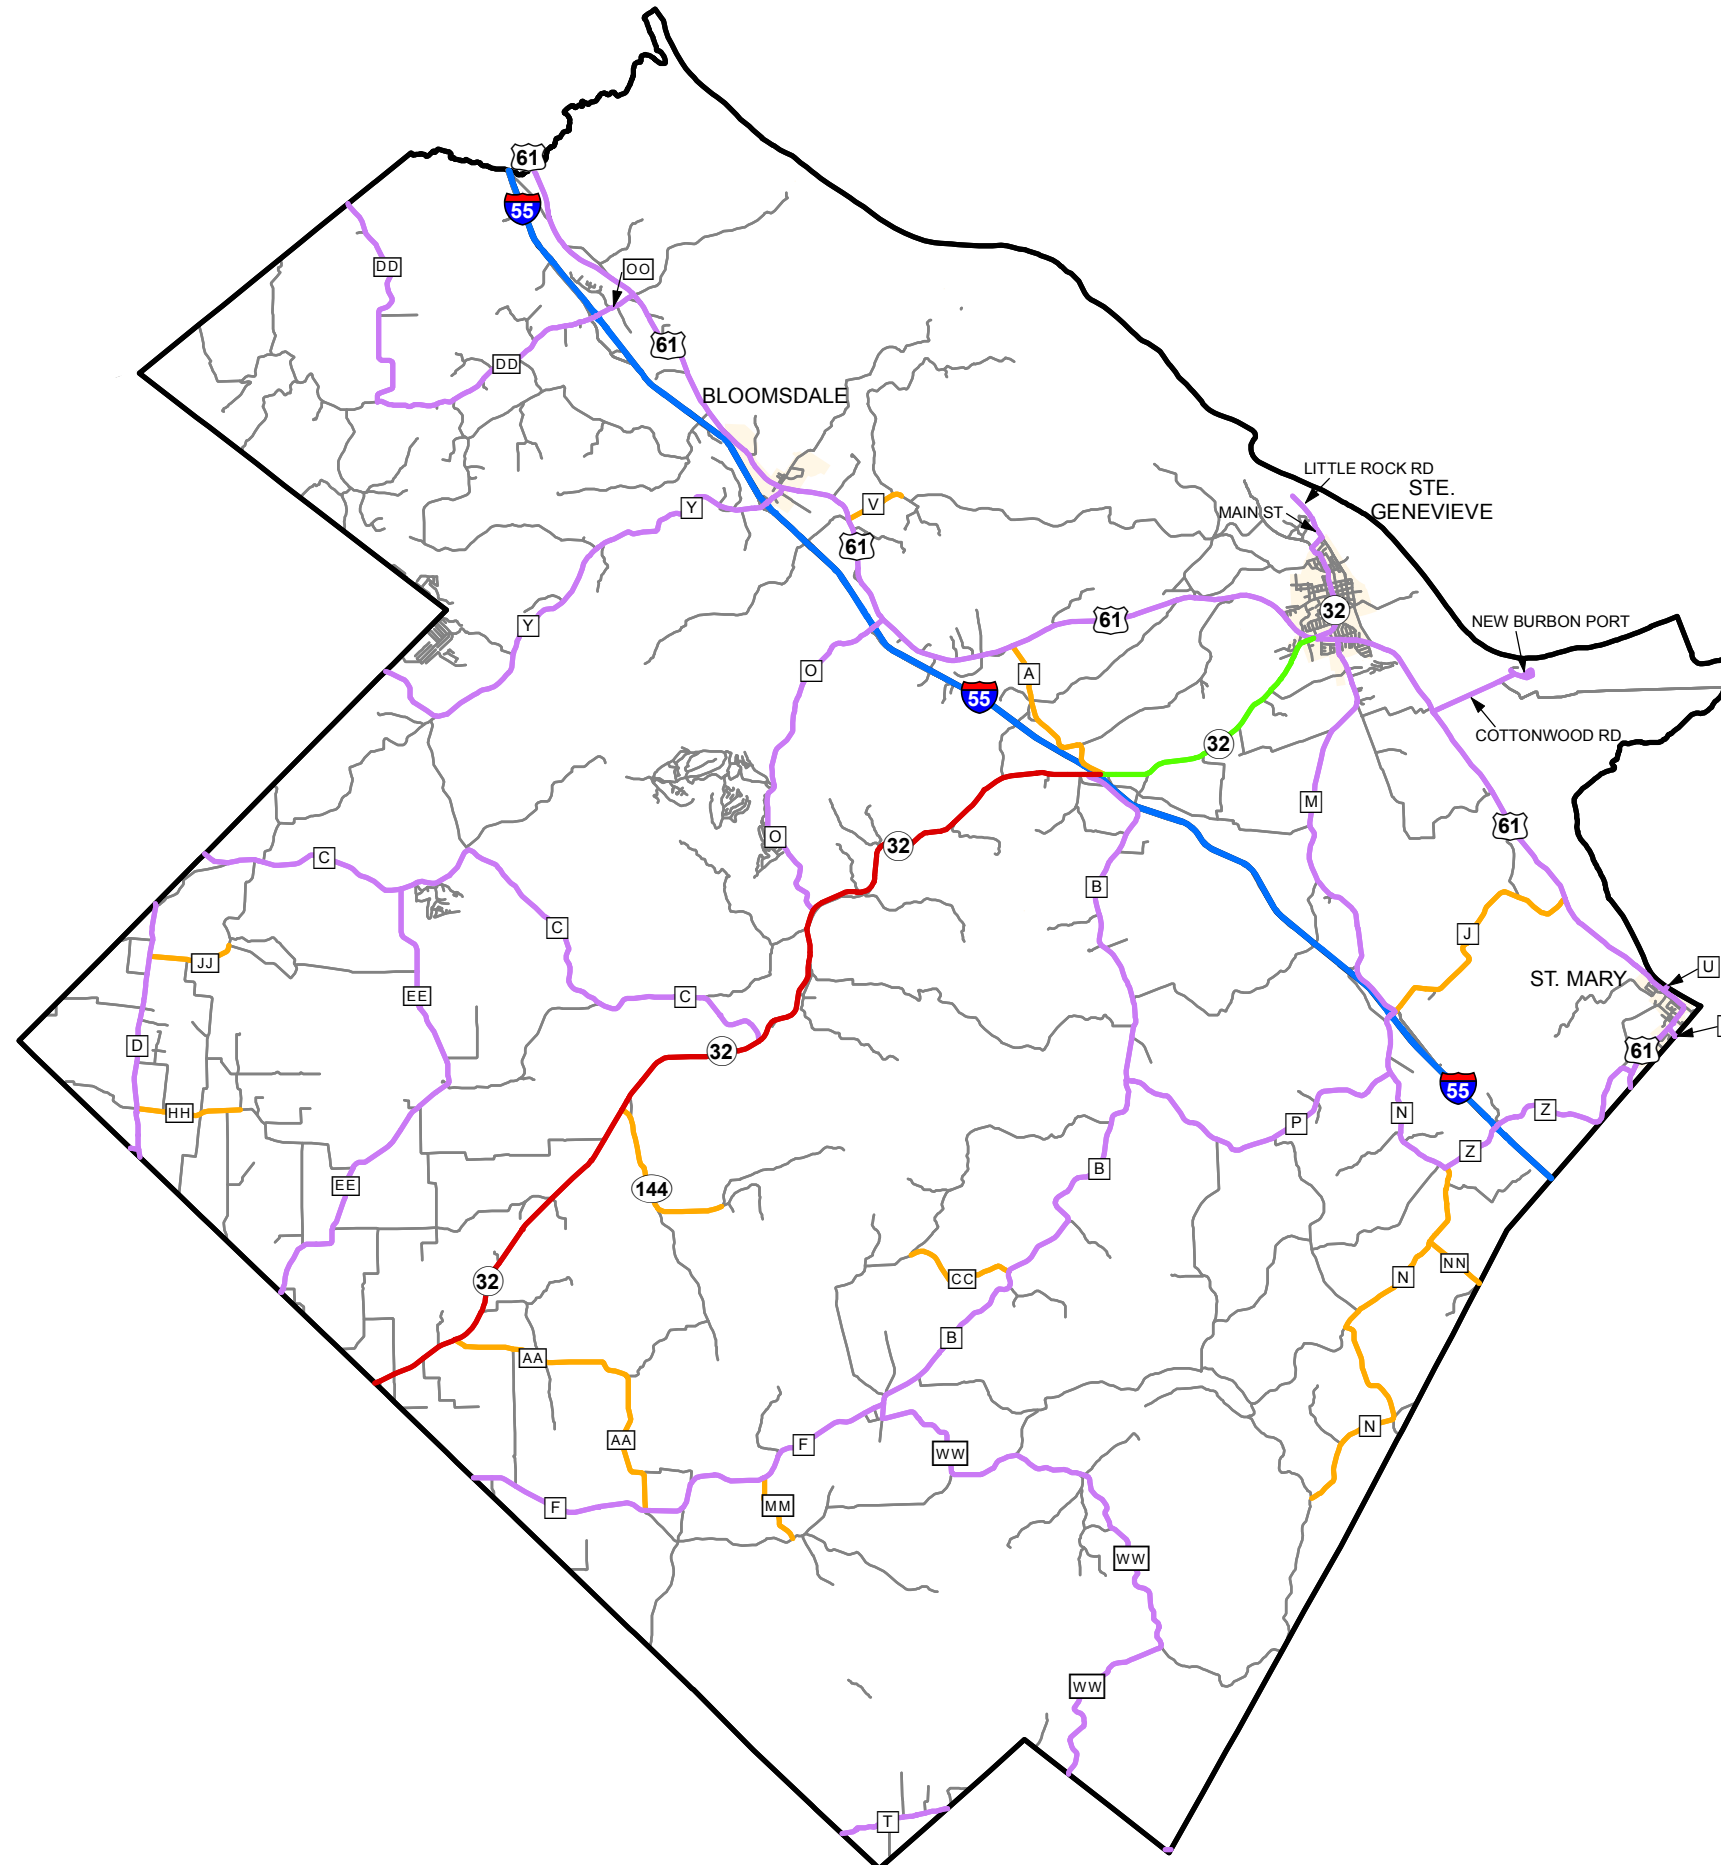 61
55
OO
DD
61
DD
BLOOMSDALE
LITTLE ROCK RD
STE.
GENEVIEVE
MAIN ST
V
Y
61
32
61
NEW BURBON PORT
Y
O
A
55
32
COTTONWOOD RD
M
61
O
32
C
B
C
J
JJ
U
ST. MARY
EE
C
D
32
61
55
HH
N
Z
P
Z
B
EE
144
NN
N
CC
32
B
AA
N
AA
F
WW
MM
F
WW
WW
T